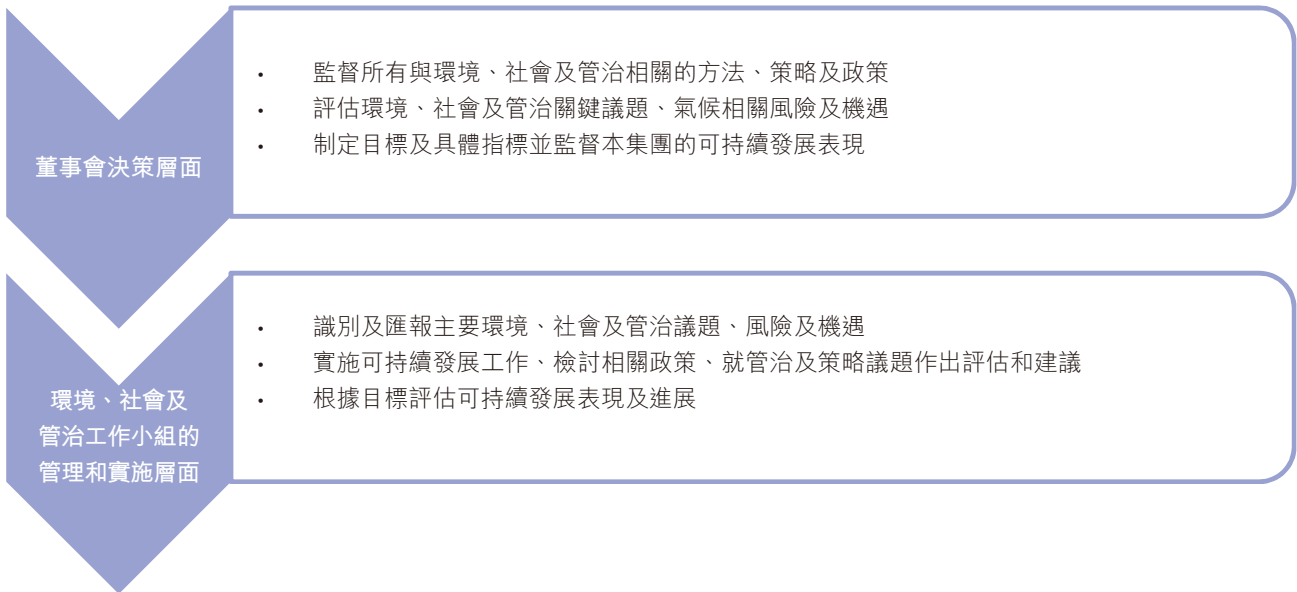 董事會決策層面
• 監督所有與環境、社會及管治相關的方法、策略及政策
• 評估環境、社會及管治關鍵議題、氣候相關風險及機遇
• 制定目標及具體指標並監督本集團的可持續發展表現
環境、社會及
管治工作小組的
管理和實施層面
• 識別及匯報主要環境、社會及管治議題、風險及機遇
• 實施可持續發展工作、檢討相關政策、就管治及策略議題作出評估和建議
• 根據目標評估可持續發展表現及進展